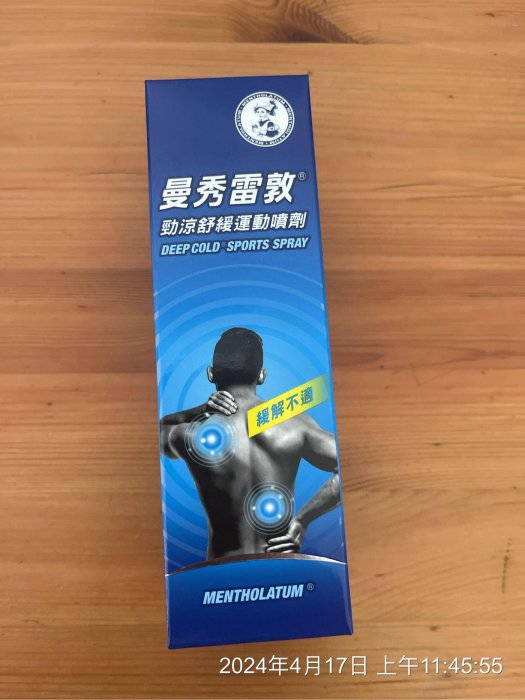 MENTHOLATUM
曼秀雷敦®
勁涼舒緩運動噴劑
DEEP COLD® SPORTS SPRAY
緩解不適
MENTHOLATUM®
2024年4月17日 上午11:45:55